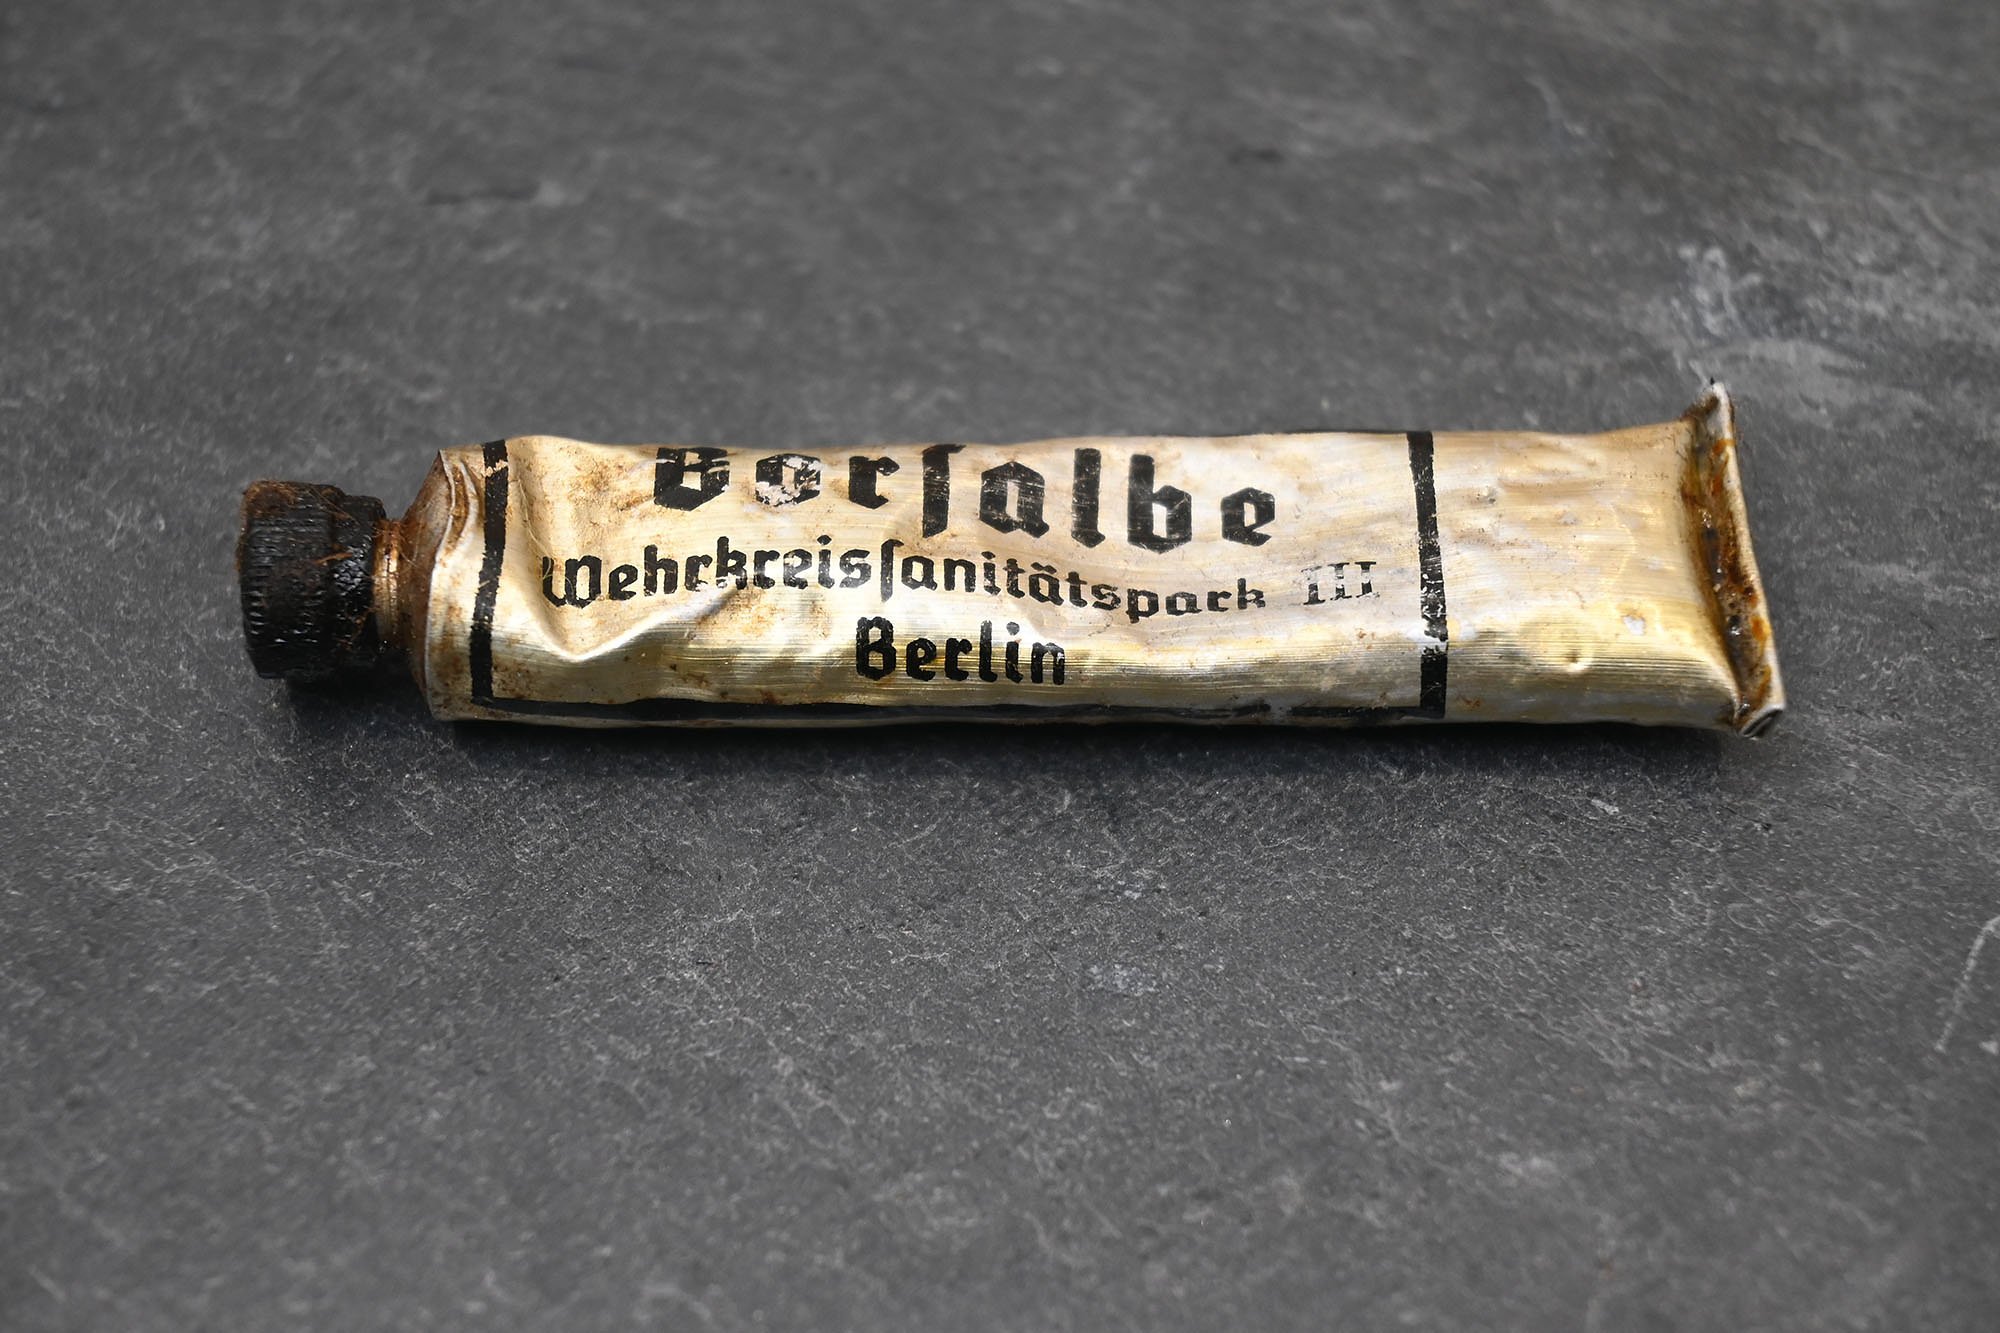 Borſalbe
Wehrkreisſanitätspark III
Berlin